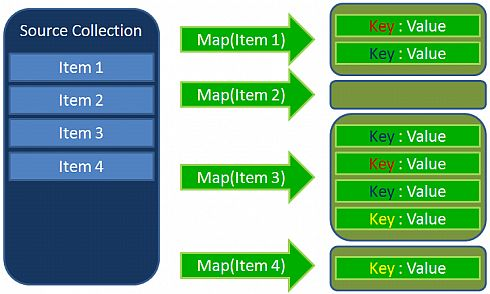 Source Collection
Item 1
Item 2
Item 3
Item 4
Map(Item 1)
Key : Value
Key : Value
Map(Item 2)
Map(Item 3)
Key : Value
Key : Value
Key : Value
Key : Value
Map(Item 4)
Key : Value